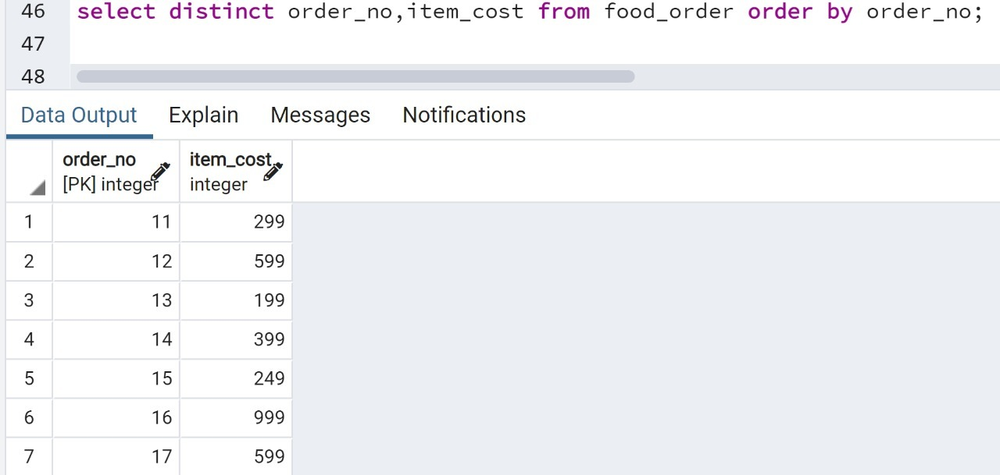 46 select distinct order_no,item_cost from food_order order by order_no;
47
48
Data Output Explain Messages Notifications
order_no item_cost
[PK] integer integer
1 11 299
2 12 599
3 13 199
4 14 399
5 15 249
6 16 999
7 17 599